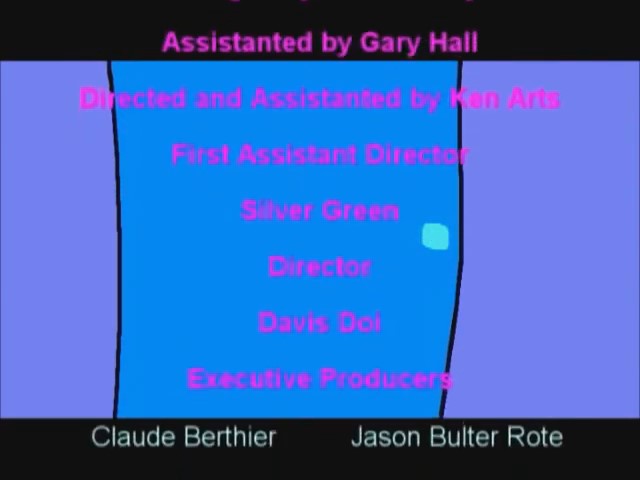 Assistanted by Gary Hall
Directed and Assistanted by Ken Arts
First Assistant Director
Silver Green
Director
Davis Doi
Executive Producers
Claude Berthier Jason Bulter Rote